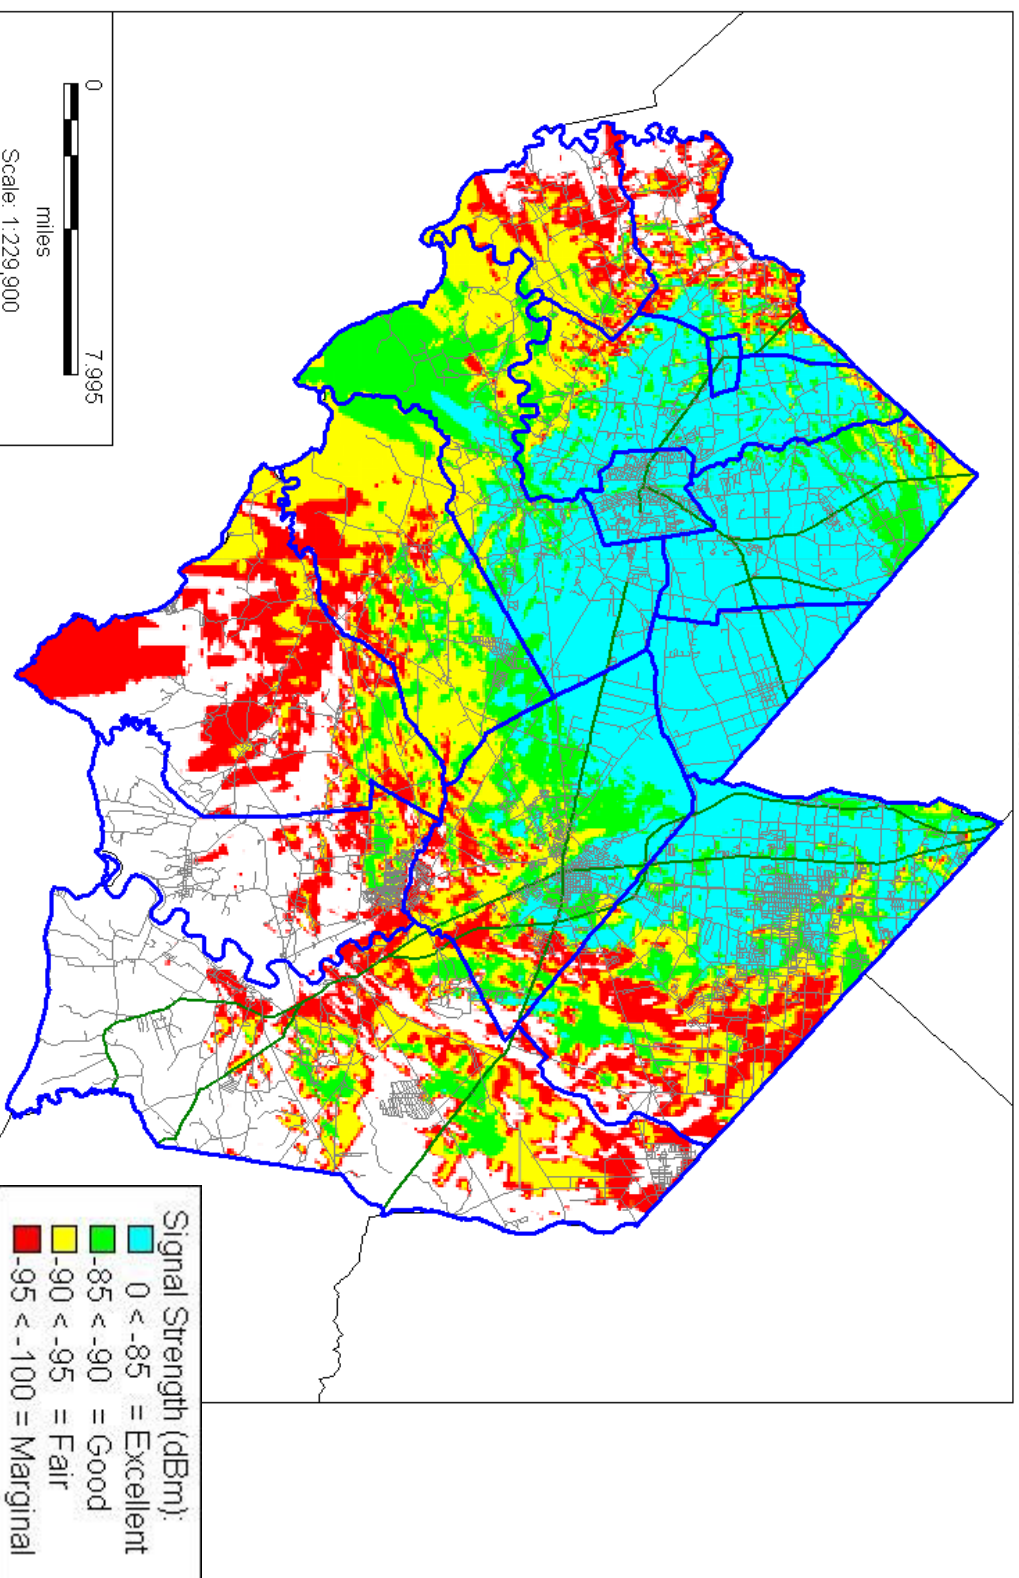 0 7.995
miles
Scale: 1:229,900
Signal Strength (dBm):
0 < -85 = Excellent
-85 < -90 = Good
-90 < -95 = Fair
-95 < -100 = Marginal